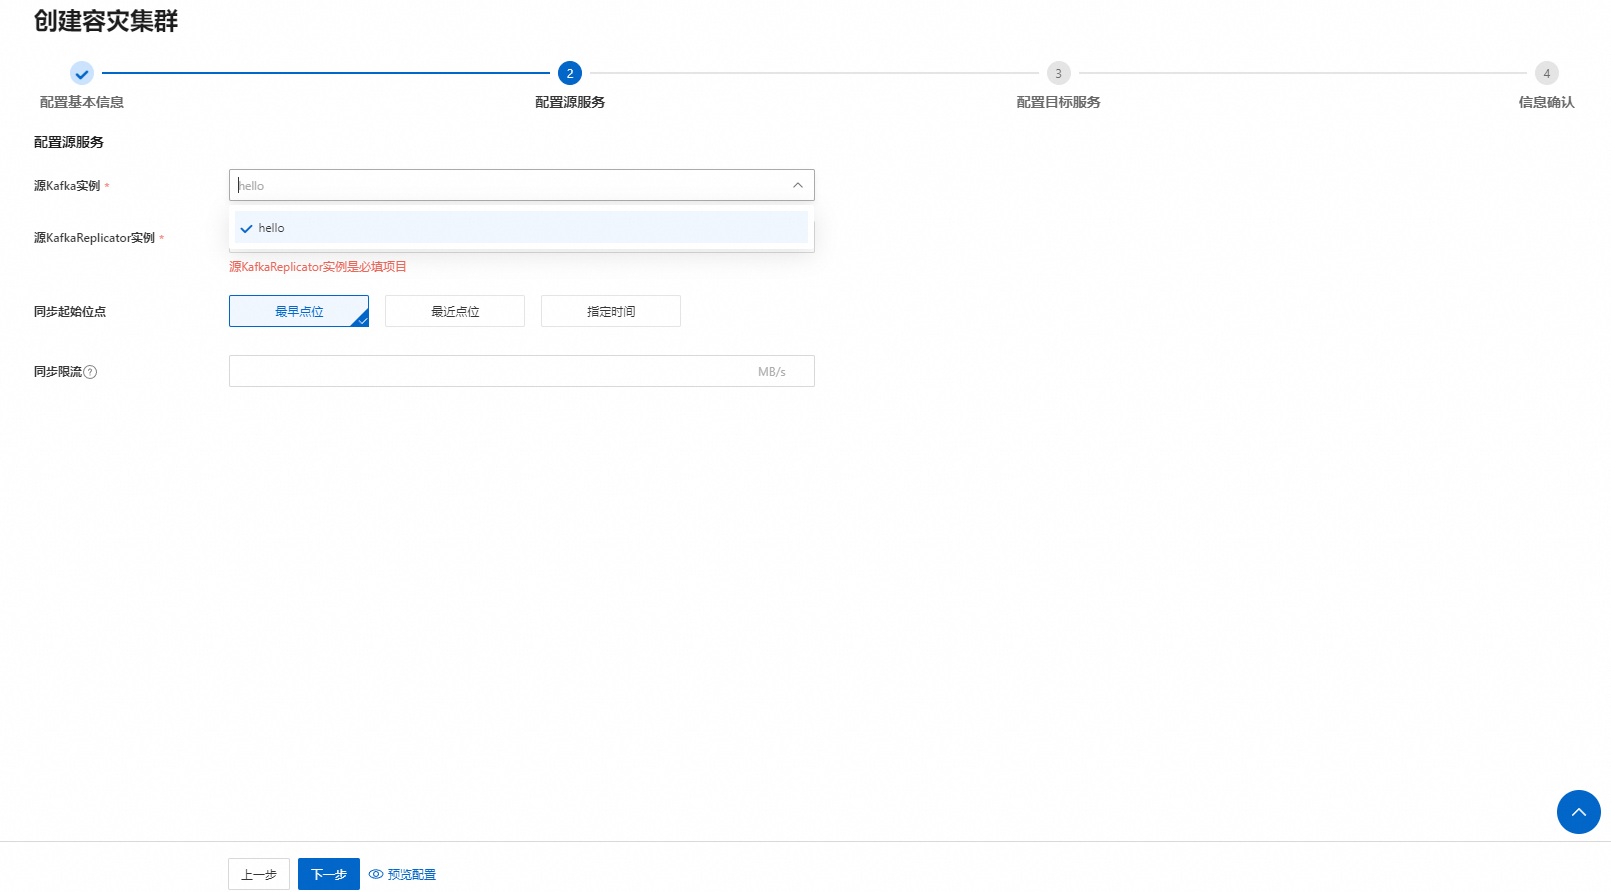 创建容灾集群
2
3
4
配置基本信息
配置源服务
配置目标服务
信息确认
配置源服务
源Kafka实例 *
hello
hello
源KafkaReplicator实例 *
源KafkaReplicator实例是必填项目
同步起始位点
最早点位
最近点位
指定时间
同步限流?
MB/s
上一步
下一步
预览配置